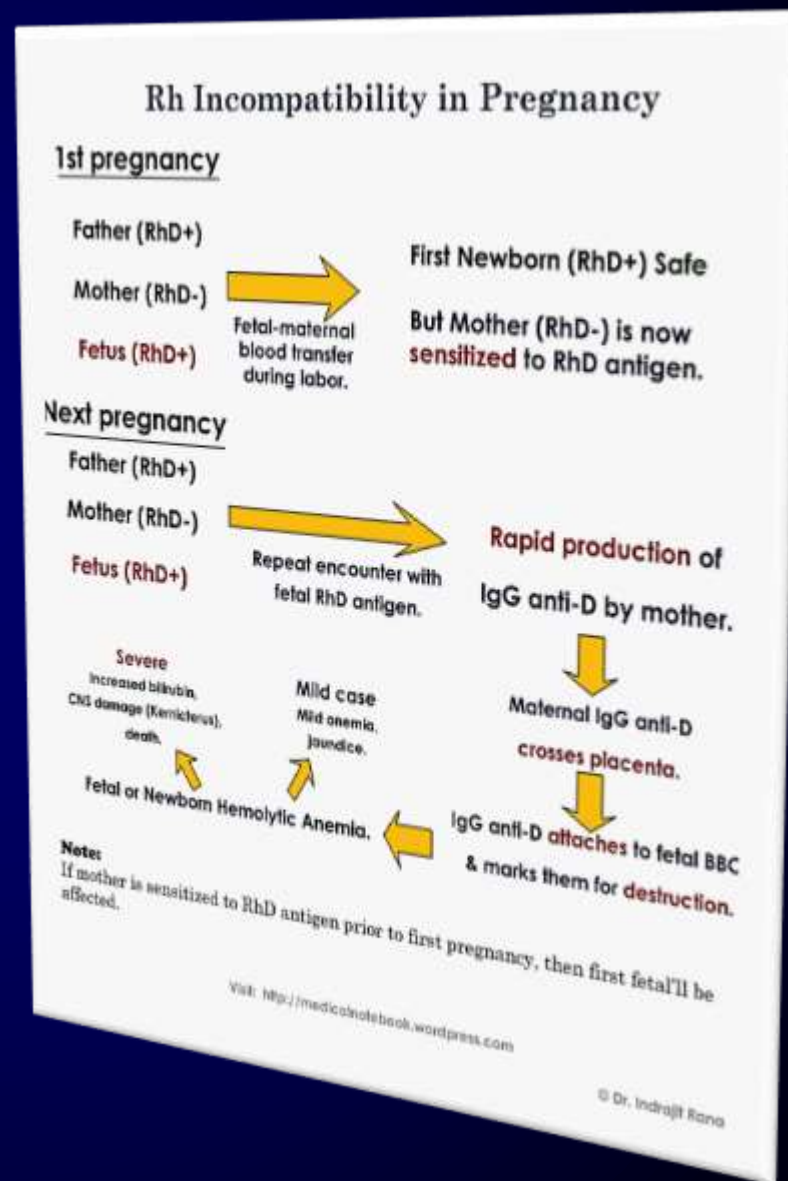 Rh Incompatibility in Pregnancy
1st pregnancy
Father (RhD+)
Mother (RhD-)
Fetus (RhD+)
Fetal-maternal
blood transfer
during labor.
First Newborn (RhD+) Safe
But Mother (RhD-) is now
sensitized to RhD antigen.
Next pregnancy
Father (RhD+)
Mother (RhD-)
Fetus (RhD+)
Repeat encounter with
fetal RhD antigen.
Rapid production of
IgG anti-D by mother.
Maternal IgG anti-D
crosses placenta.
IgG anti-D attaches to fetal BBC
& marks them for destruction.
Fetal or Newborn Hemolytic Anemia.
Severe
Increased bilirubin,
CNS damage (Kernicterus),
death.
Mild case
Mild anemia,
jaundice.
Note:
If mother is sensitized to RhD antigen prior to first pregnancy, then first fetal'll be
affected.
Visit: http://medicalnotebook.wordpress.com
© Dr. Indrajit Rana